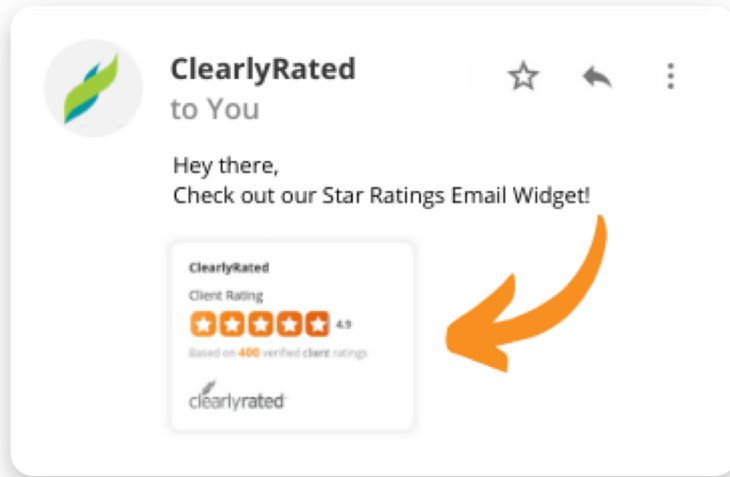 ClearlyRated
to You
Hey there,
Check out our Star Ratings Email Widget!
ClearlyRated
Client Rating
4.9
Based on 400 verified client ratings
clearlyrated